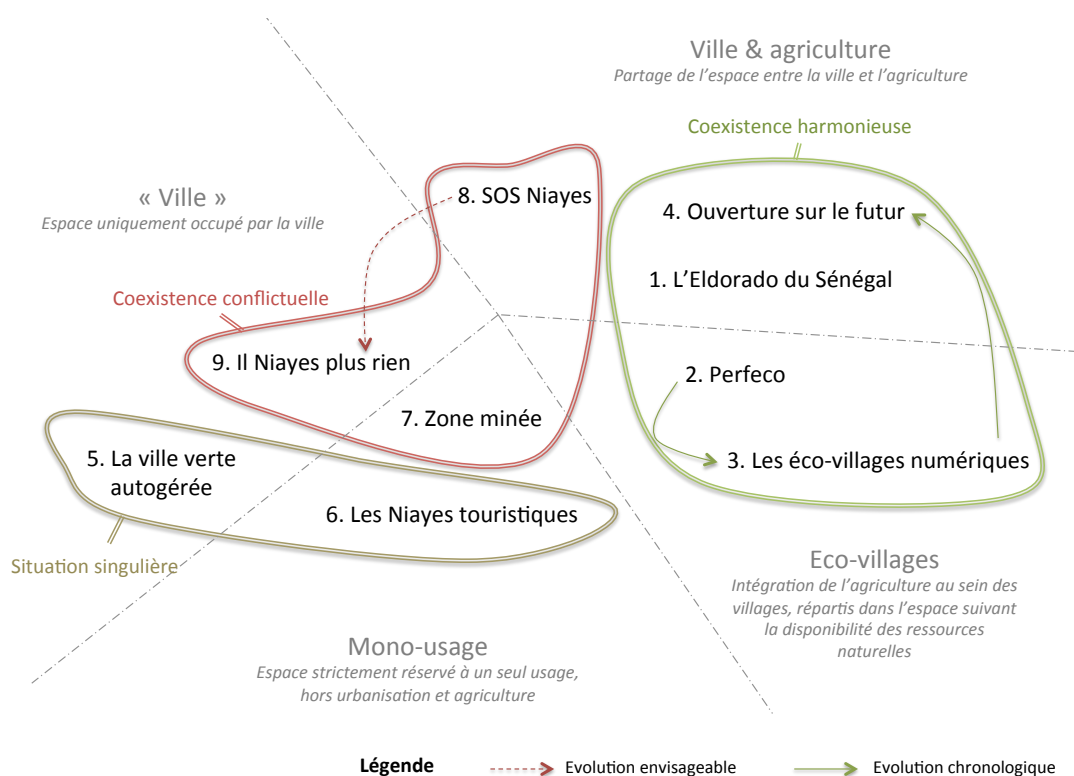 Ville & agriculture
Partage de l’espace entre la ville et l’agriculture
Coexistence harmonieuse
« Ville »
Espace uniquement occupé par la ville
8. SOS Niayes
4. Ouverture sur le futur
1. L’Eldorado du Sénégal
Coexistence conflictuelle
9. Il Niayes plus rien
2. Perfeco
7. Zone minée
5. La ville verte
autogérée
3. Les éco-villages numériques
6. Les Niayes touristiques
Situation singulière
Eco-villages
Intégration de l’agriculture au sein des
villages, répartis dans l’espace suivant
la disponibilité des ressources
naturelles
Mono-usage
Espace strictement réservé à un seul usage,
hors urbanisation et agriculture
Légende
Evolution envisageable
Evolution chronologique